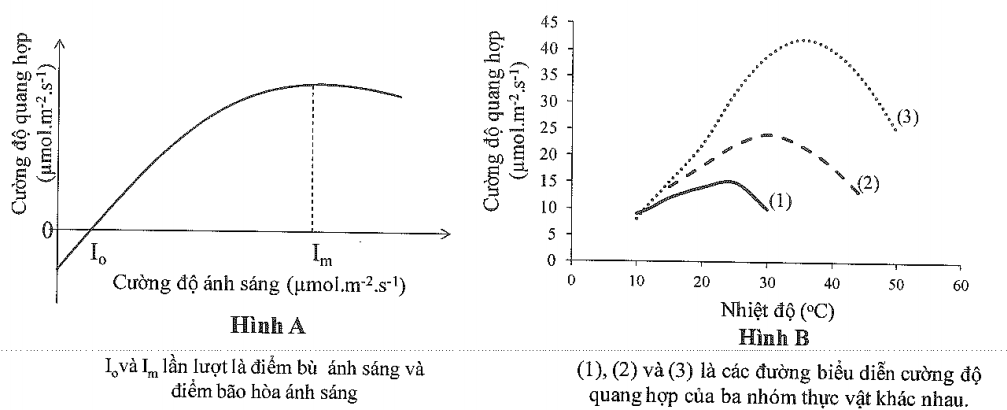 Cường độ quang hợp
(µmol.m⁻².s⁻¹)
0
I₀
Iₘ
Cường độ ánh sáng (µmol.m⁻².s⁻¹)
Hình A
I₀ và Iₘ lần lượt là điểm bù ánh sáng và
điểm bão hòa ánh sáng
Cường độ quang hợp
(µmol.m⁻².s⁻¹)
45
40
35
30
25
20
15
10
5
0
(3)
(2)
(1)
0 10 20 30 40 50 60
Nhiệt độ (°C)
Hình B
(1), (2) và (3) là các đường biểu diễn cường độ
quang hợp của ba nhóm thực vật khác nhau.